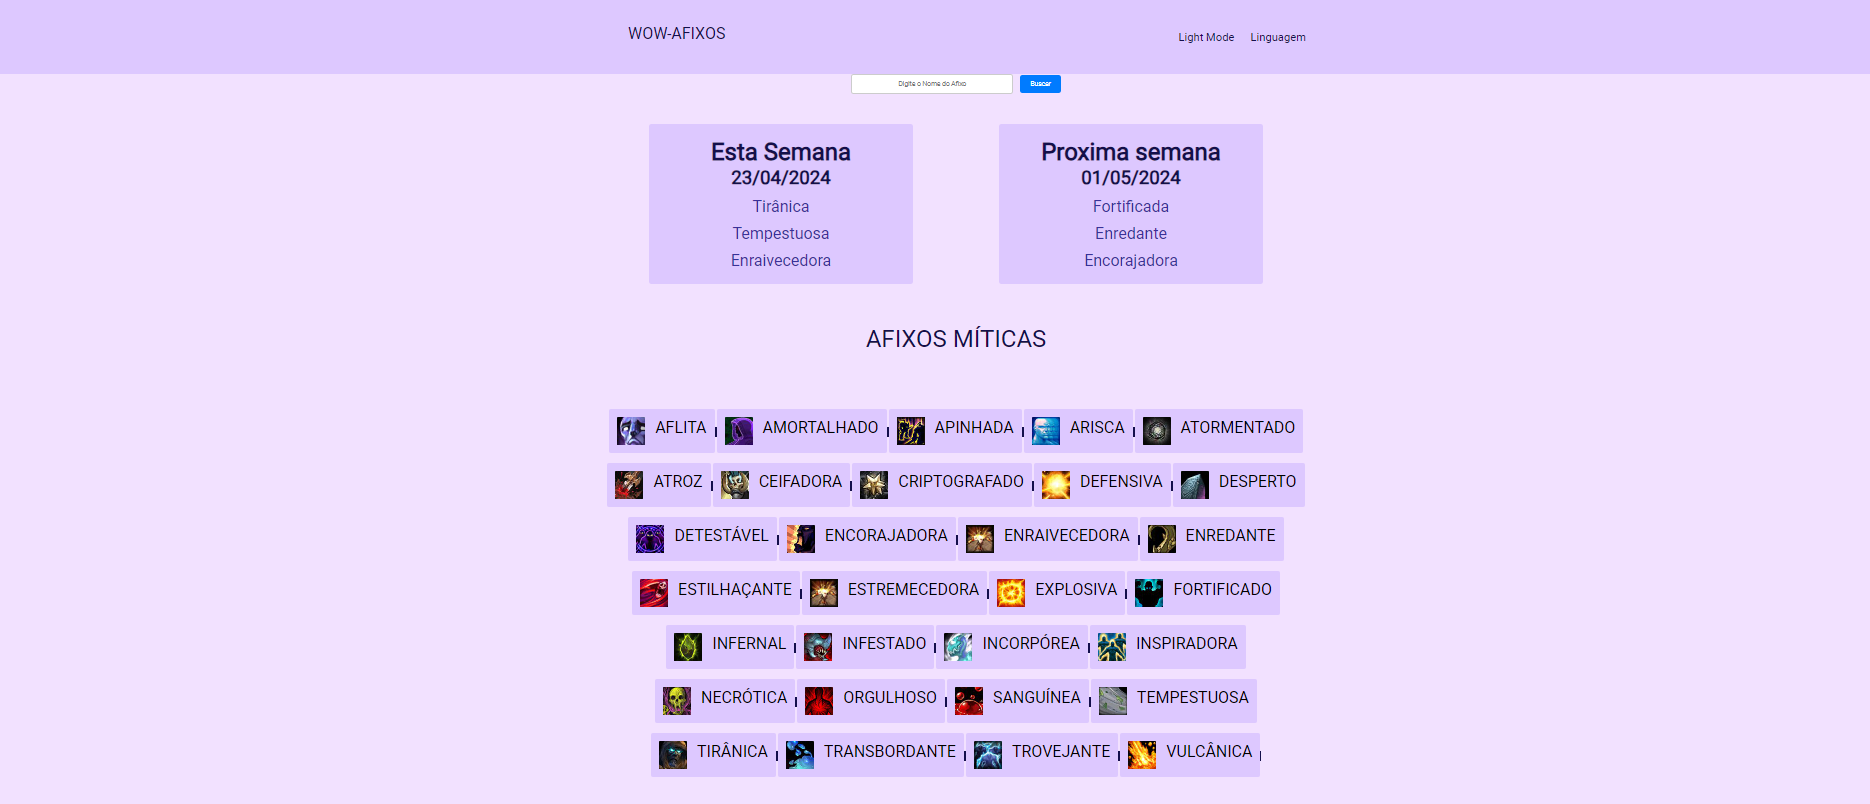 WOW-AFIXOS
Light Mode Linguagem
Digite o Nome do Afixo Buscar
Esta Semana
23/04/2024
Tirânica
Tempestuosa
Enraivecedora
Proxima semana
01/05/2024
Fortificada
Enredante
Encorajadora
AFIXOS MÍTICAS
AFLITA AMORTALHADO APINHADA ARISCA ATORMENTADO
ATROZ CEIFADORA CRIPTOGRAFADO DEFENSIVA DESPERTO
DETESTÁVEL ENCORAJADORA ENRAIVECEDORA ENREDANTE
ESTILHAÇANTE ESTREMECEDORA EXPLOSIVA FORTIFICADO
INFERNAL INFESTADO INCORPÓREA INSPIRADORA
NECRÓTICA ORGULHOSO SANGUÍNEA TEMPESTUOSA
TIRÂNICA TRANSBORDANTE TROVEJANTE VULCÂNICA